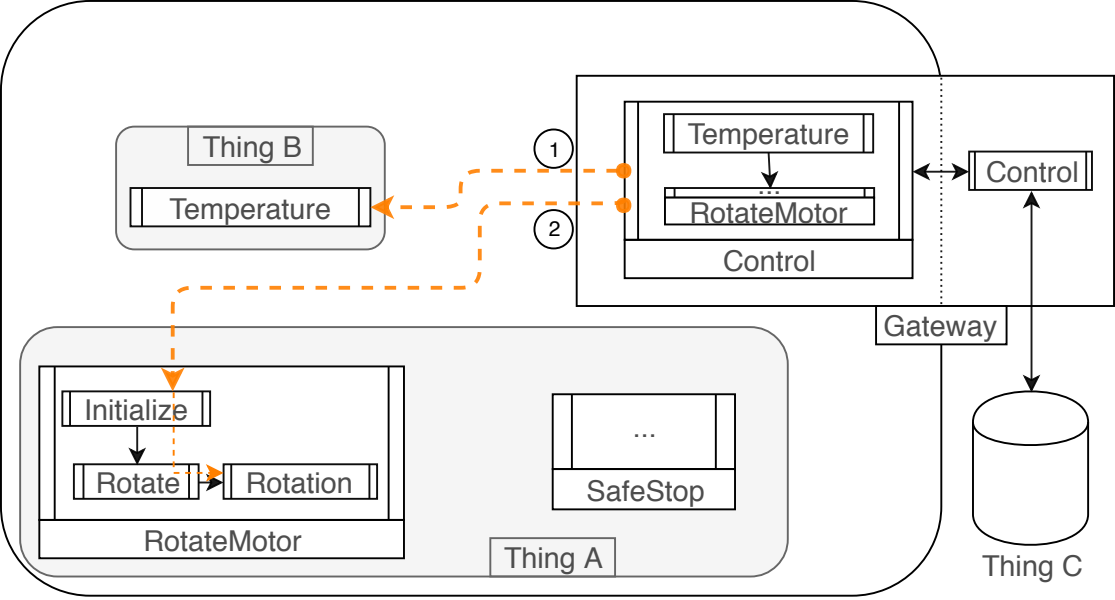 Thing B
Temperature
1
2
Temperature
...
RotateMotor
Control
Control
Gateway
Initialize
Rotate
Rotation
RotateMotor
...
SafeStop
Thing A
Thing C